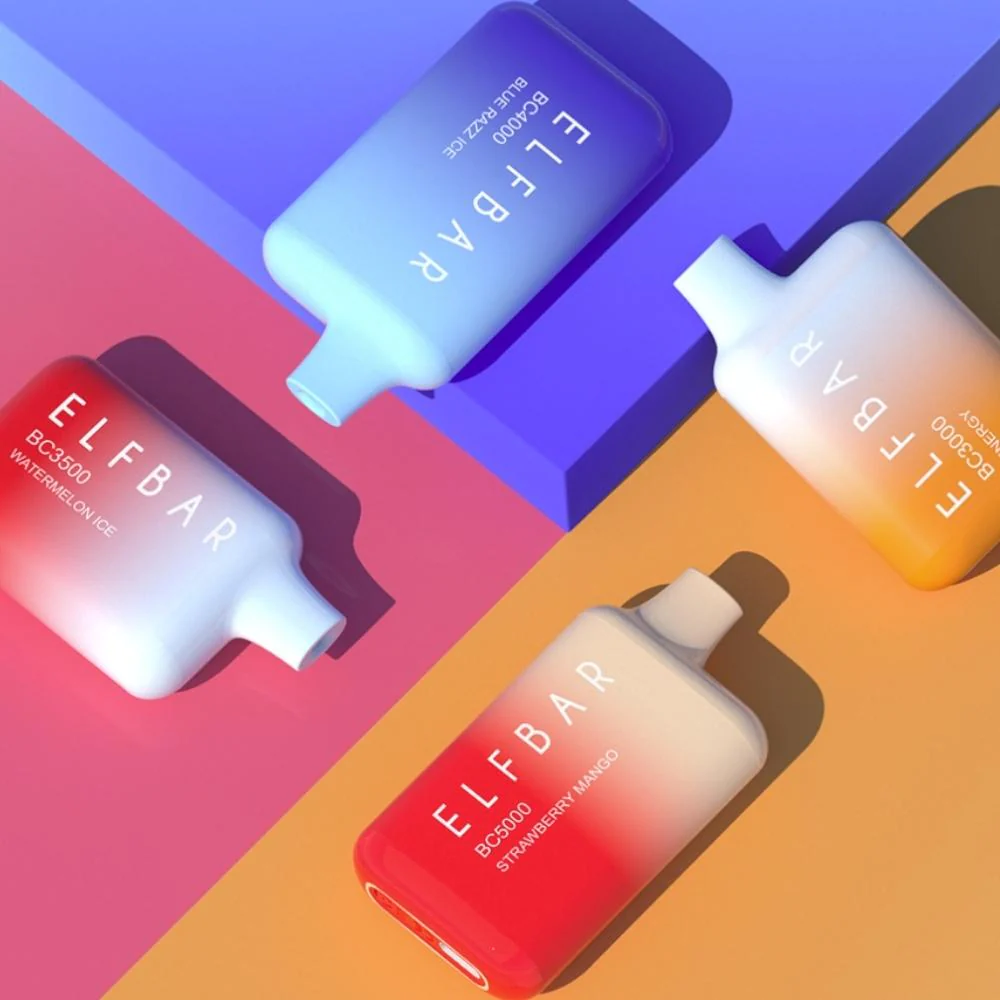 ELFBAR
BC4000
BLUE RAZZ ICE
ELFBAR
BC3500
WATERMELON ICE
ELFBAR
BC3000
ELFBAR
BC5000
STRAWBERRY MANGO